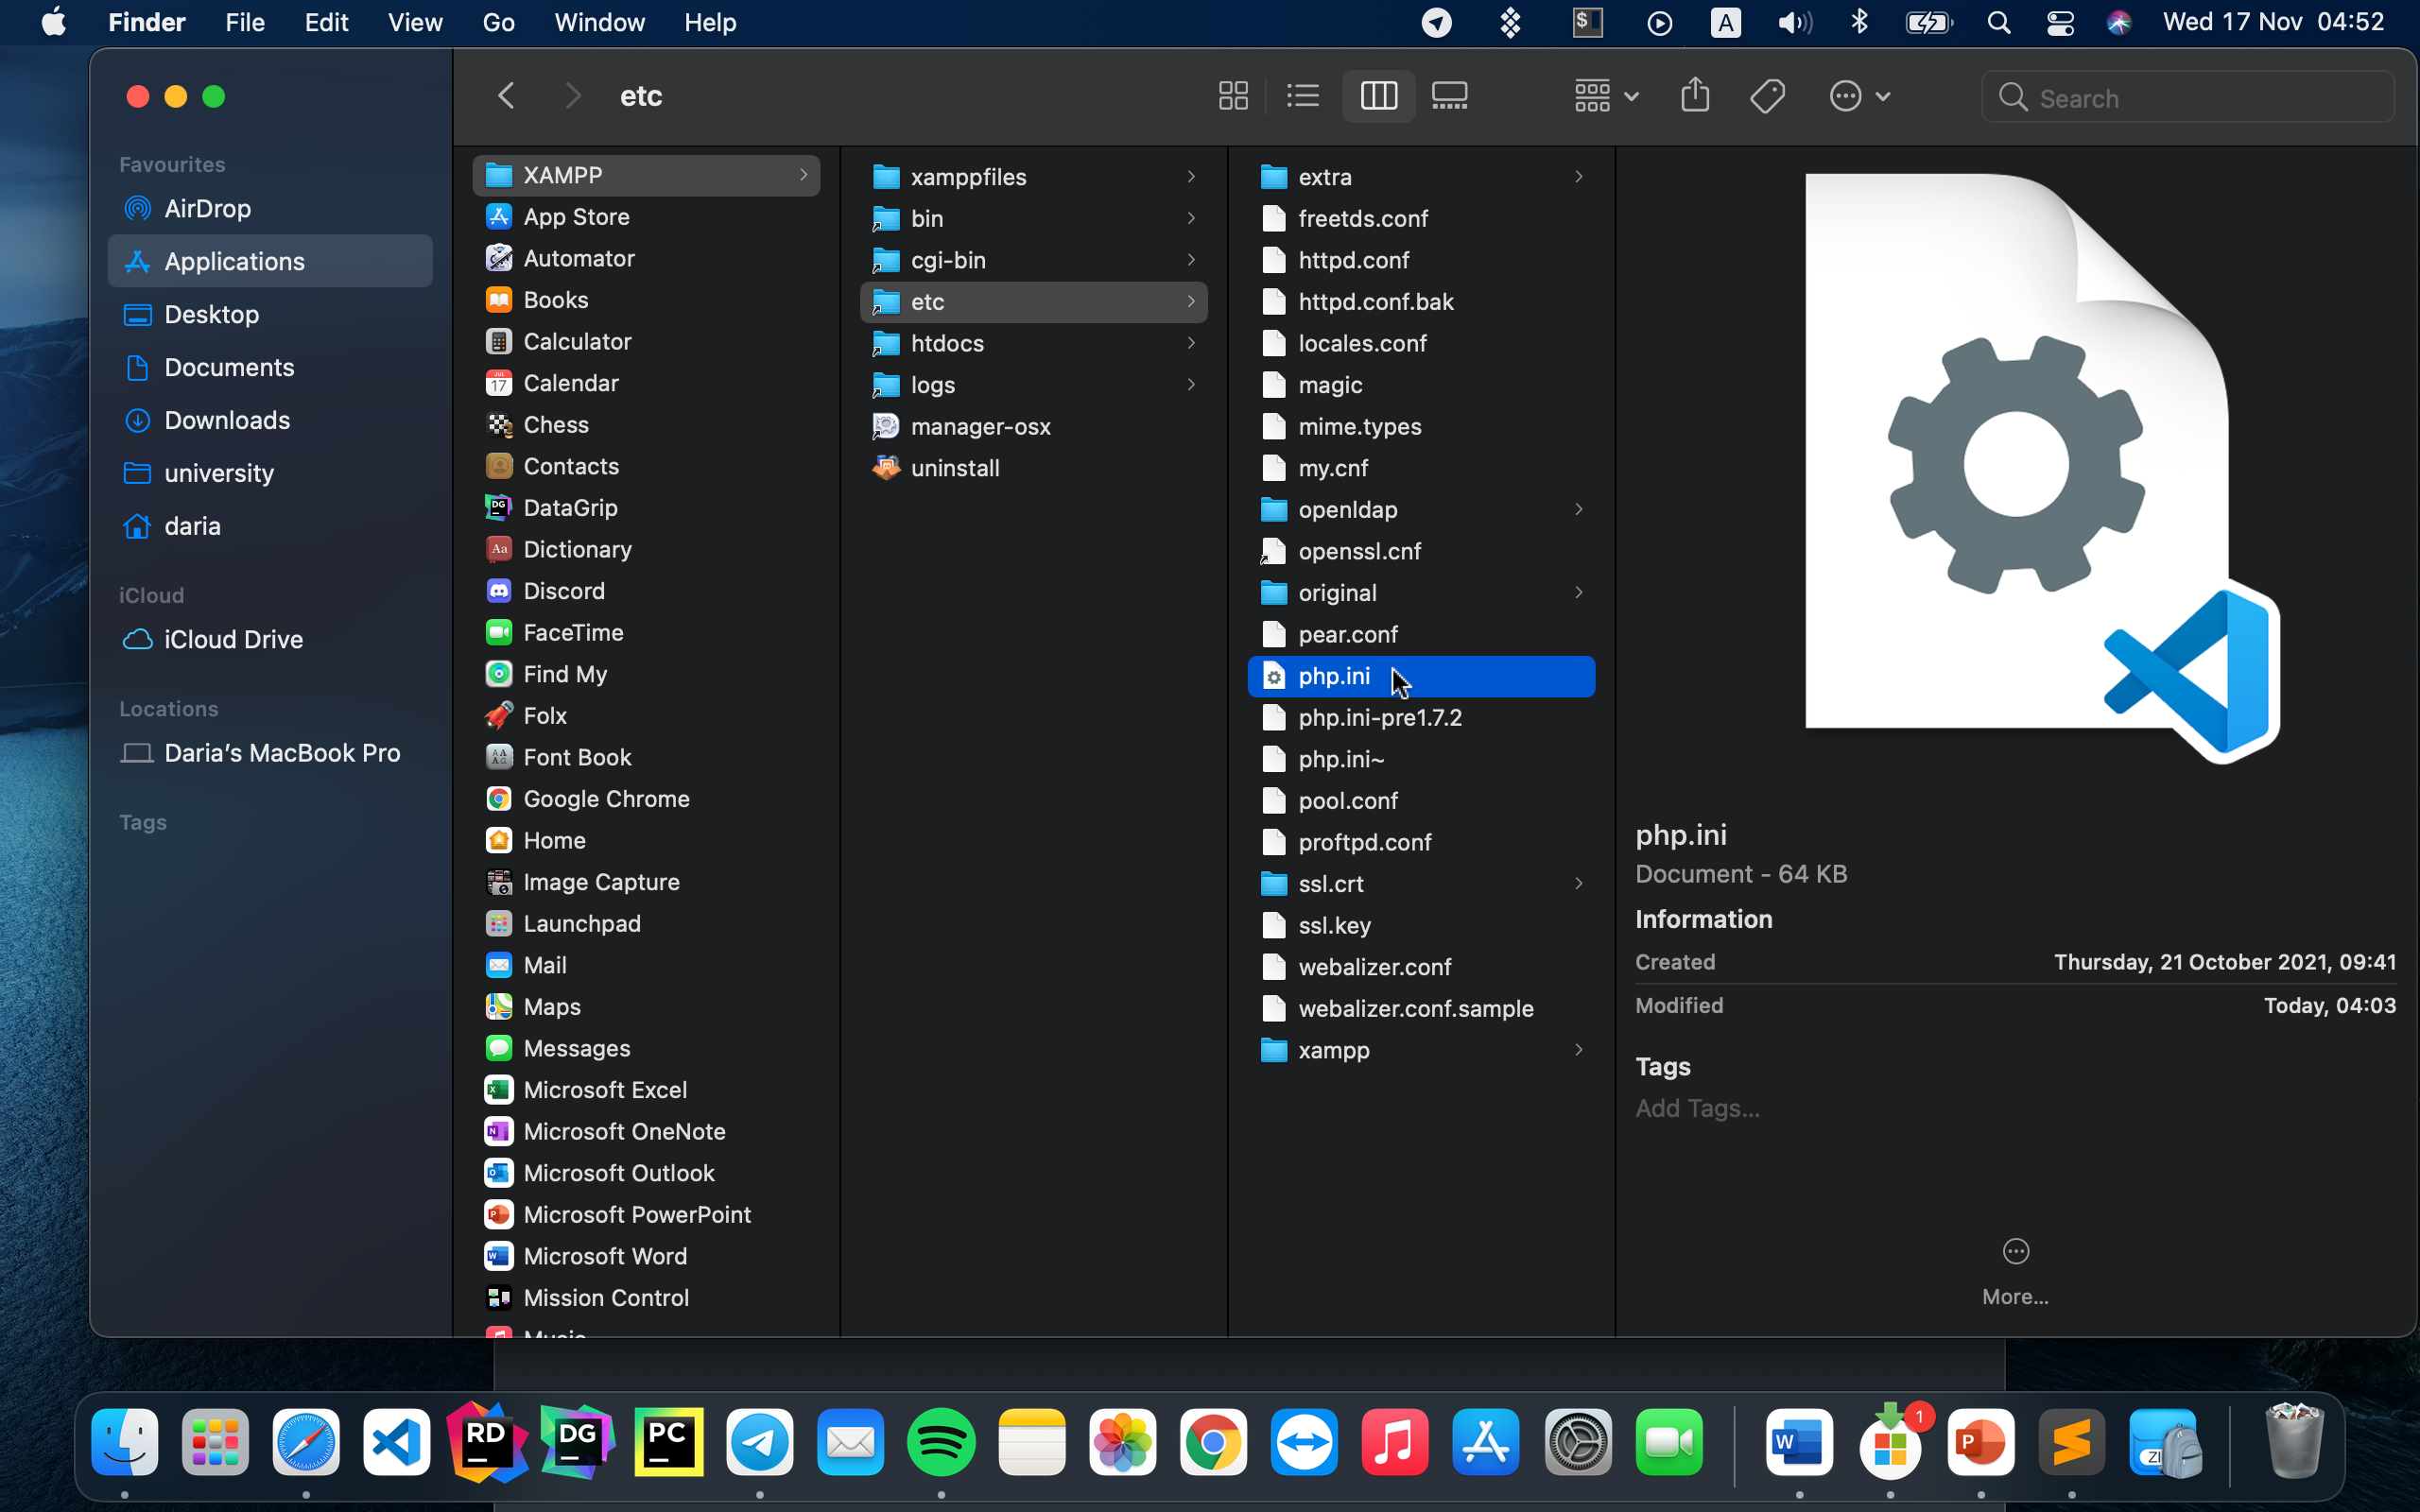 Finder File Edit View Go Window Help
$ A Wed 17 Nov 04:52
etc
Search
Favourites
AirDrop
Applications
Desktop
Documents
Downloads
university
daria
iCloud
iCloud Drive
Locations
Daria's MacBook Pro
Tags
XAMPP
App Store
Automator
Books
Calculator
JUL
17
Calendar
Chess
Contacts
DG
DataGrip
Aa
Dictionary
Discord
FaceTime
Find My
Folx
Font Book
Google Chrome
Home
Image Capture
Launchpad
Mail
Maps
Messages
Microsoft Excel
Microsoft OneNote
Microsoft Outlook
Microsoft PowerPoint
Microsoft Word
Mission Control
Music
xamppfiles
bin
cgi-bin
etc
htdocs
logs
manager-osx
uninstall
extra
freetds.conf
httpd.conf
httpd.conf.bak
locales.conf
magic
mime.types
my.cnf
openldap
openssl.cnf
original
pear.conf
php.ini
php.ini-pre1.7.2
php.ini~
pool.conf
proftpd.conf
ssl.crt
ssl.key
webalizer.conf
webalizer.conf.sample
xampp
php.ini
Document - 64 KB
Information
Created Thursday, 21 October 2021, 09:41
Modified Today, 04:03
Tags
Add Tags...
More...
RD DG PC W 1 P ZI